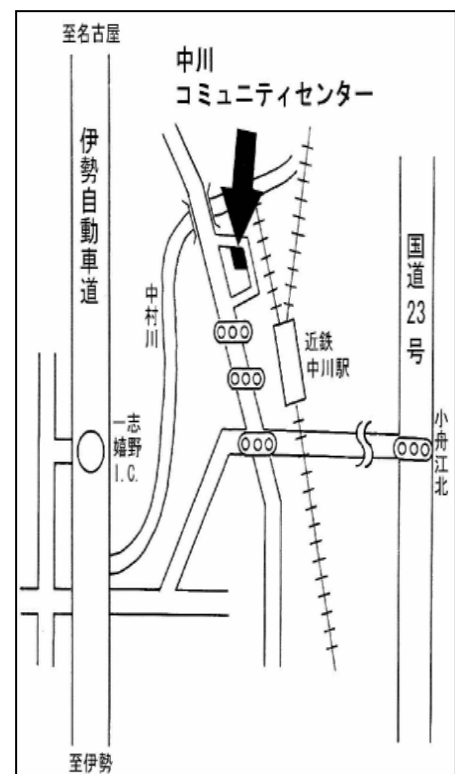 至名古屋
中川
コミュニティセンター
伊勢自動車道
国道23号
中村川
近鉄
中川駅
一志
嬉野
I.C.
小舟江北
至伊勢